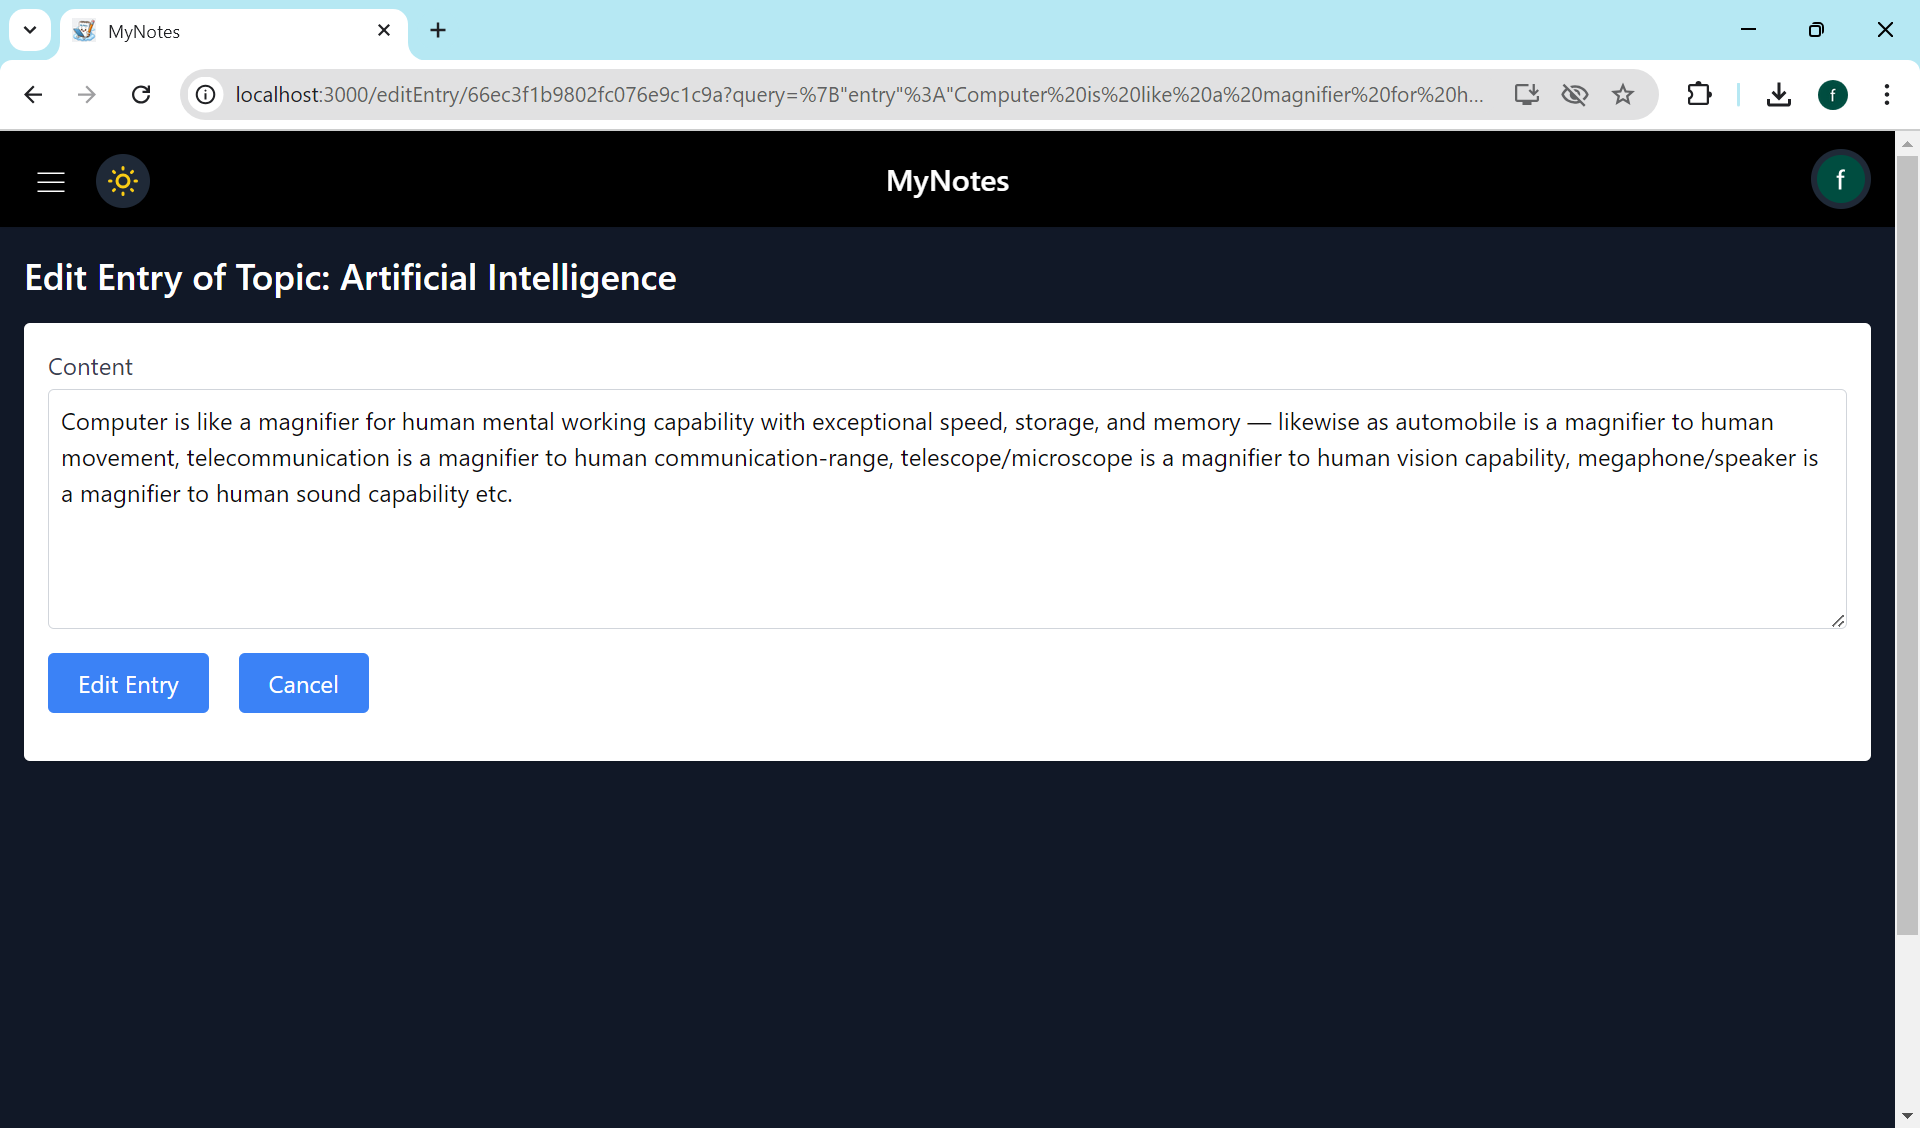 MyNotes
localhost:3000/editEntry/66ec3f1b9802fc076e9c1c9a?query=%7B"entry"%3A"Computer%20is%20like%20a%20magnifier%20for%20h...
f
MyNotes
f
Edit Entry of Topic: Artificial Intelligence
Content
Computer is like a magnifier for human mental working capability with exceptional speed, storage, and memory — likewise as automobile is a magnifier to human
movement, telecommunication is a magnifier to human communication-range, telescope/microscope is a magnifier to human vision capability, megaphone/speaker is
a magnifier to human sound capability etc.
Edit Entry
Cancel